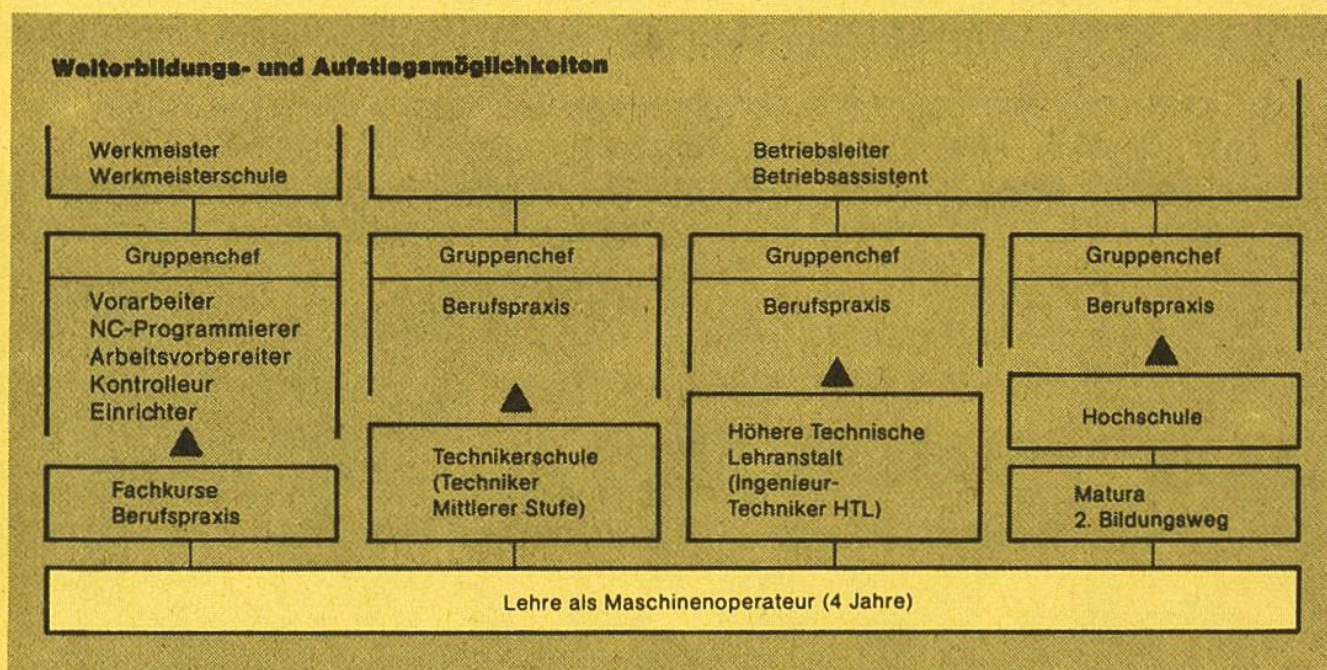 Weiterbildungs- und Aufstiegsmöglichkeiten
Werkmeister
Werkmeisterschule
Betriebsleiter
Betriebsassistent
Gruppenchef
Vorarbeiter
NC-Programmierer
Arbeitsvorbereiter
Kontrolleur
Einrichter
Fachkurse
Berufspraxis
Gruppenchef
Berufspraxis
Technikerschule
(Techniker
Mittlerer Stufe)
Gruppenchef
Berufspraxis
Höhere Technische
Lehranstalt
(Ingenieur-
Techniker HTL)
Gruppenchef
Berufspraxis
Hochschule
Matura
2. Bildungsweg
Lehre als Maschinenoperateur (4 Jahre)